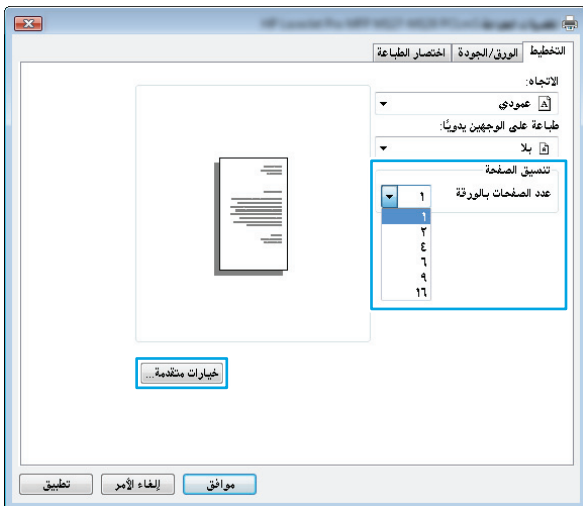 التخطيط
الورق/الجودة
اختصار الطباعة
الاتجاه:
عمودي
طباعة على الوجهين يدويًا:
بلا
تنسيق الصفحة
عدد الصفحات بالورقة
١
١
٢
٤
٦
٩
١٦
خيارات متقدمة...
موافق
إلغاء الأمر
تطبيق